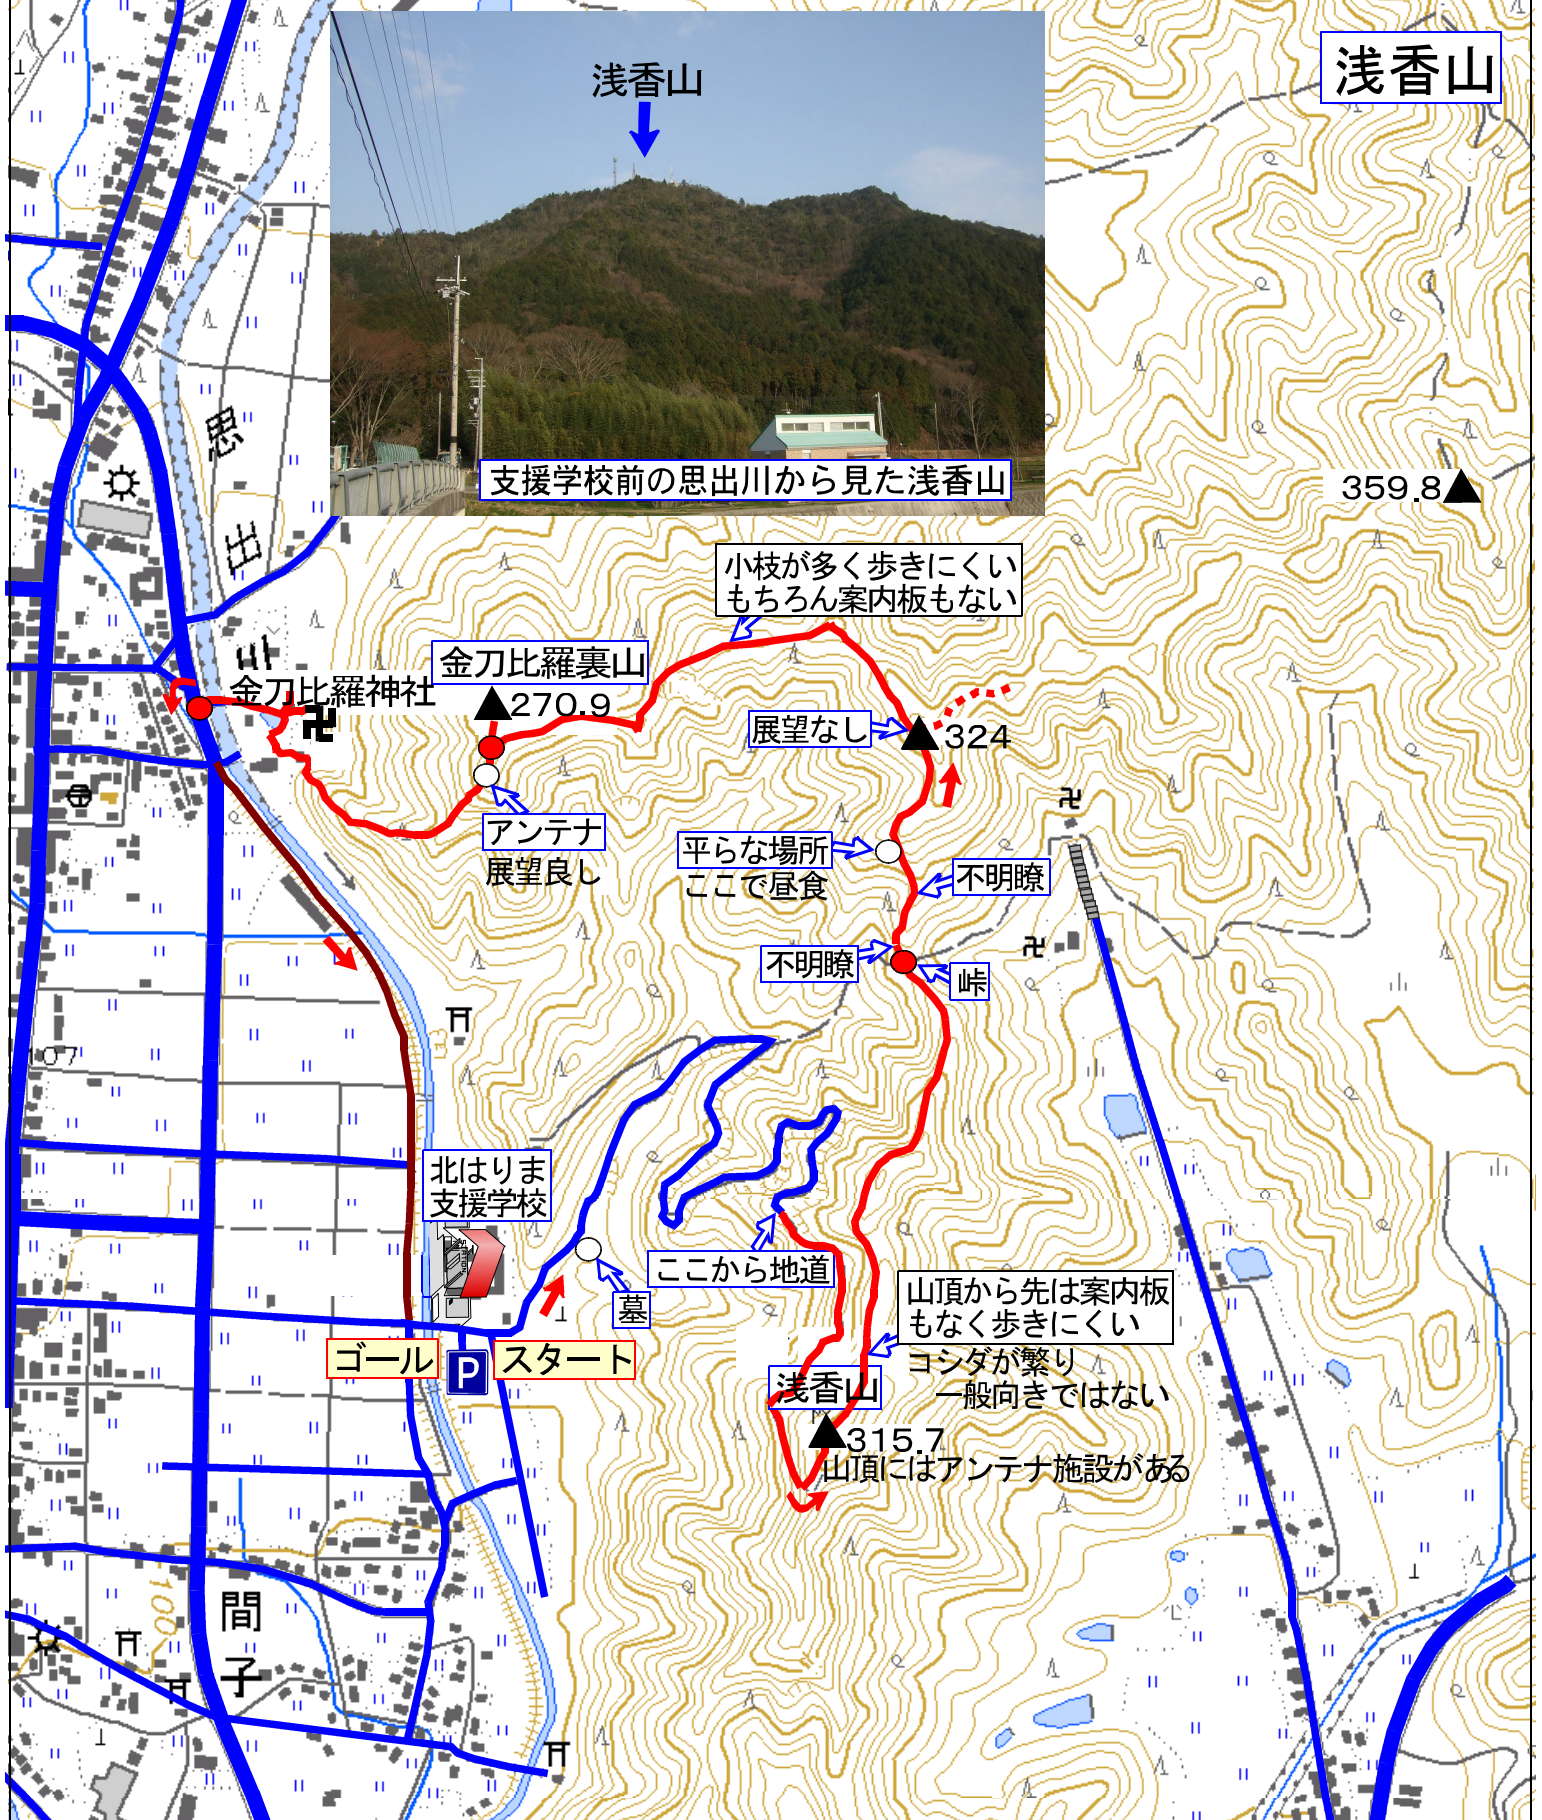 浅香山
浅香山
支援学校前の思出川から見た浅香山
359.8
思出川
小枝が多く歩きにくい
もちろん案内板もない
金刀比羅裏山
270.9
金刀比羅神社
展望なし
324
アンテナ
展望良し
平らな場所
ここで昼食
不明瞭
不明瞭
峠
107
北はりま
支援学校
ここから地道
墓
山頂から先は案内板
もなく歩きにくい
ヨシダが繁り
一般向きではない
ゴール
P
スタート
浅香山
315.7
山頂にはアンテナ施設がある
100
間子